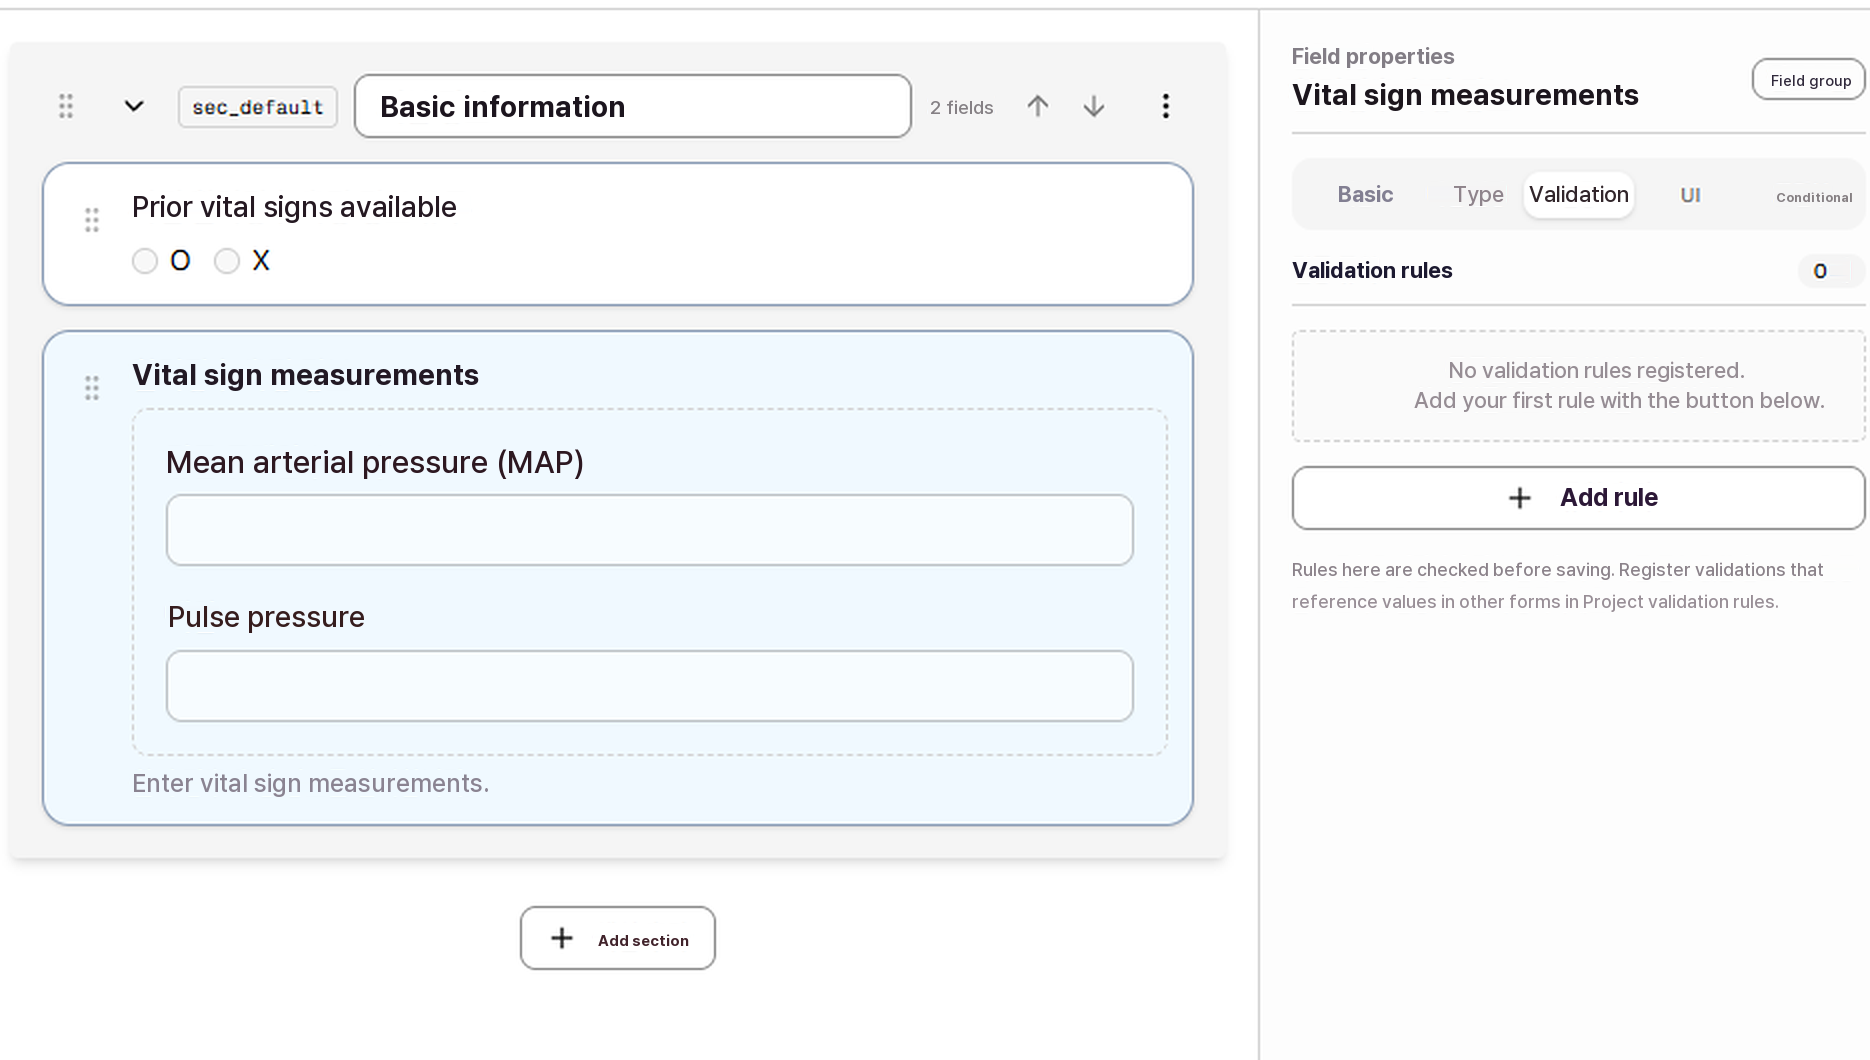 sec_default
Basic information
2 fields
Prior vital signs available
O
X
Vital sign measurements
Mean arterial pressure (MAP)
Pulse pressure
Enter vital sign measurements.
Add section
Field properties
Vital sign measurements
Field group
Basic
Type
Validation
UI
Conditional
Validation rules
0
No validation rules registered.
Add your first rule with the button below.
Add rule
Rules here are checked before saving. Register validations that
reference values in other forms in Project validation rules.